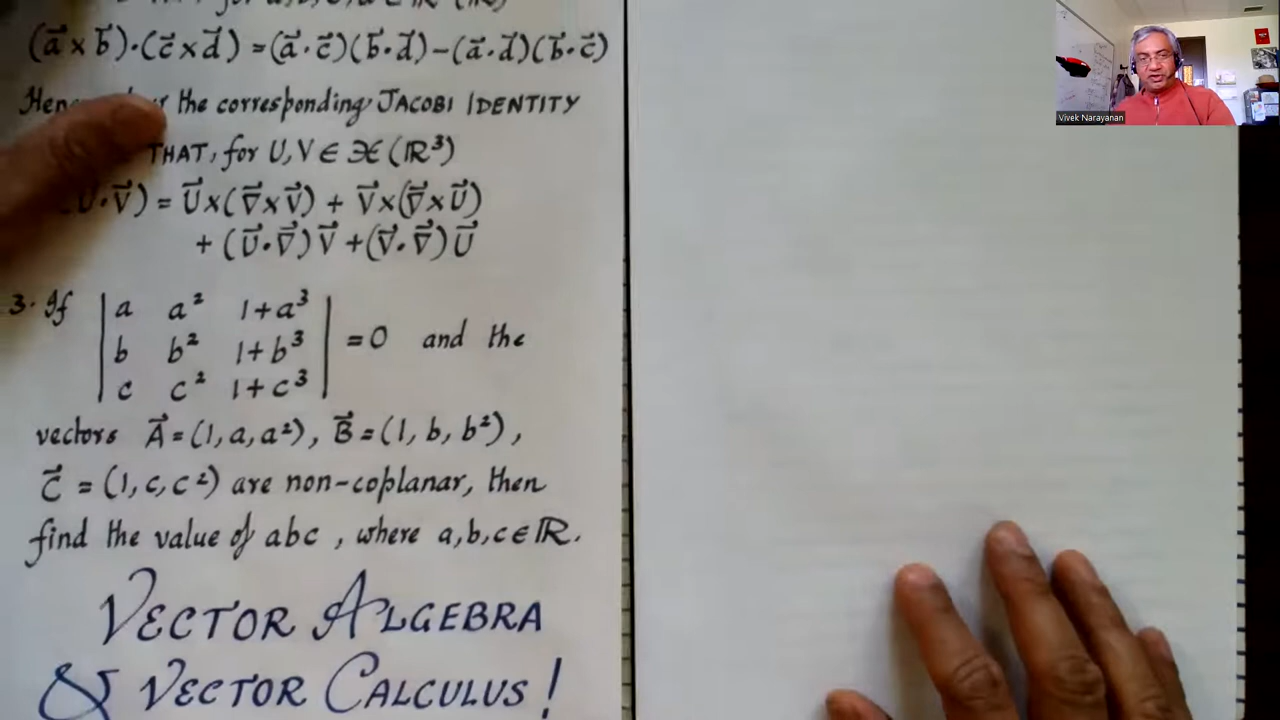 for
(a⃗ × b⃗)·(c⃗ × d⃗) = (a⃗·c⃗)(b⃗·d⃗) − (a⃗·d⃗)(b⃗·c⃗)
the corresponding JACOBI IDENTITY
THAT, for U, V ∈ 𝔛(ℝ³)
U⃗·V⃗) = U⃗×(∇⃗×V⃗) + V⃗×(∇⃗×U⃗)
+ (U⃗·∇⃗)V⃗ + (V⃗·∇⃗)U⃗
3. If | a a² 1+a³ |
| b b² 1+b³ | = 0 and the
| c c² 1+c³ |
vectors A⃗ = (1, a, a²), B⃗ = (1, b, b²),
C⃗ = (1, c, c²) are non-coplanar, then
find the value of abc, where a, b, c ∈ ℝ.
VECTOR ALGEBRA
& VECTOR CALCULUS!
Vivek Narayanan